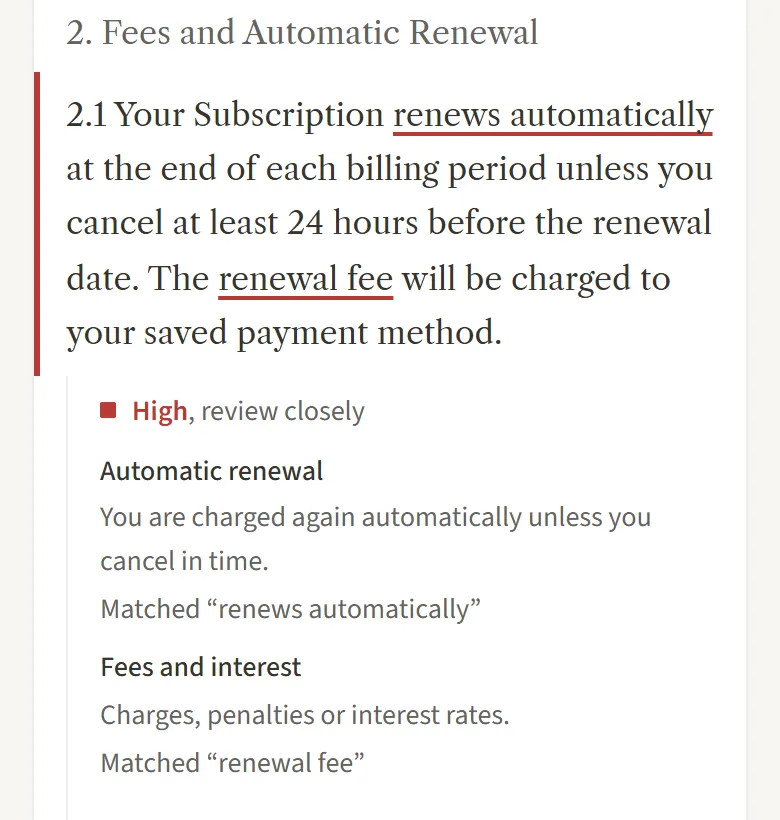 2. Fees and Automatic Renewal
2.1 Your Subscription renews automatically
at the end of each billing period unless you
cancel at least 24 hours before the renewal
date. The renewal fee will be charged to
your saved payment method.
High, review closely
Automatic renewal
You are charged again automatically unless you
cancel in time.
Matched “renews automatically”
Fees and interest
Charges, penalties or interest rates.
Matched “renewal fee”